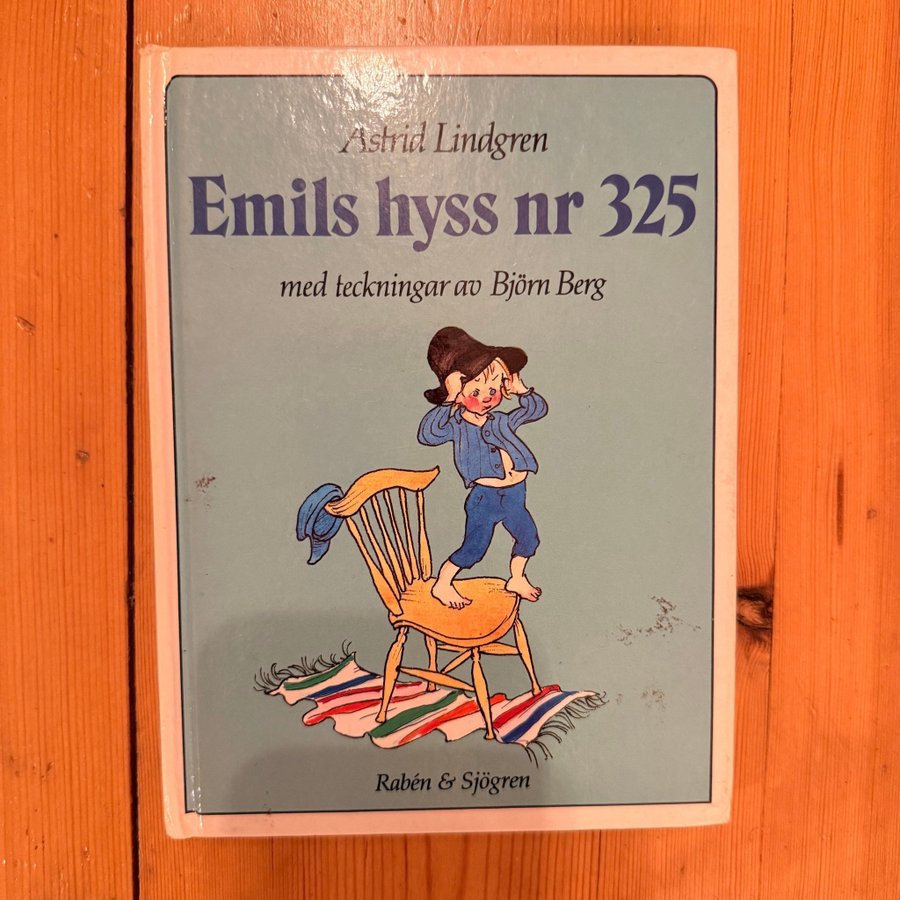 Astrid Lindgren
Emils hyss nr 325
med teckningar av Björn Berg
Rabén & Sjögren